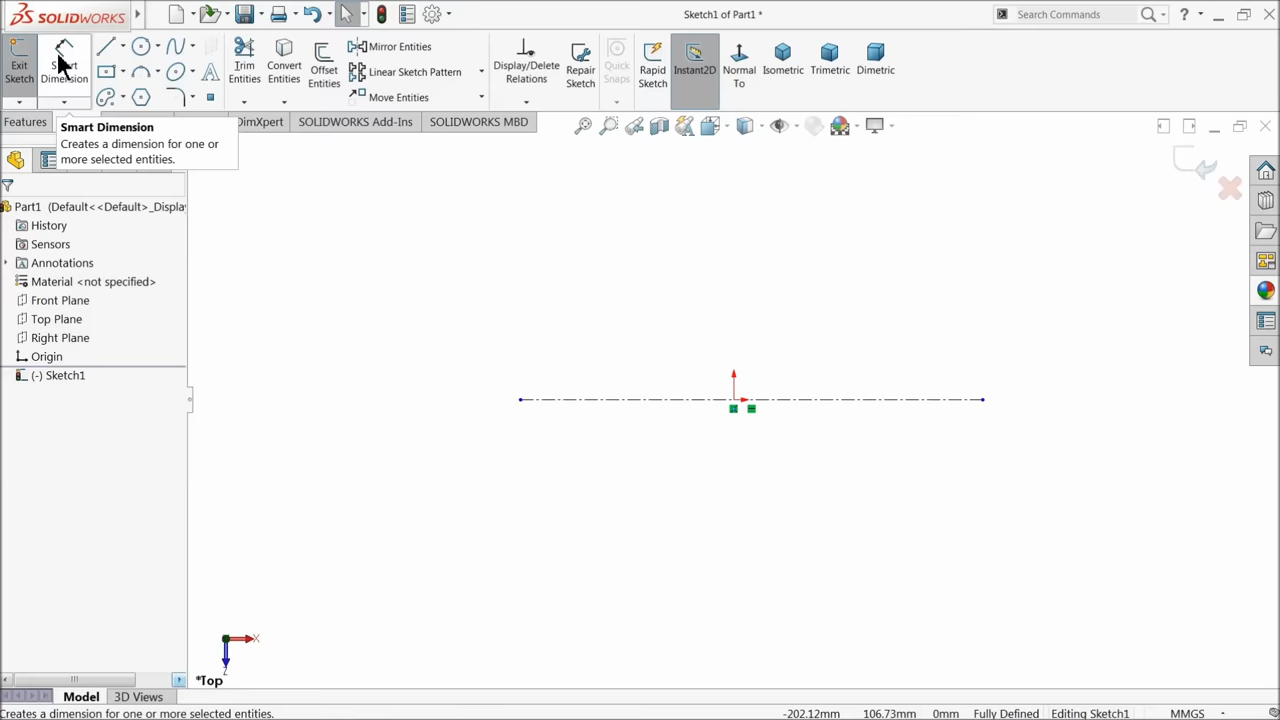 SOLIDWORKS
Sketch1 of Part1 *
Search Commands
?
Exit
Sketch
Smart
Dimension
Trim
Entities
Convert
Entities
Offset
Entities
Mirror Entities
Linear Sketch Pattern
Move Entities
Display/Delete
Relations
Repair
Sketch
Quick
Snaps
Rapid
Sketch
Instant2D
Normal
To
Isometric
Trimetric
Dimetric
Features
DimXpert
SOLIDWORKS Add-Ins
SOLIDWORKS MBD
Smart Dimension
Creates a dimension for one or
more selected entities.
Part1 (Default<<Default>_Display
History
Sensors
Annotations
Material <not specified>
Front Plane
Top Plane
Right Plane
Origin
(-) Sketch1
X
Z
*Top
Model
3D Views
Creates a dimension for one or more selected entities.
-202.12mm
106.73mm
0mm
Fully Defined
Editing Sketch1
MMGS